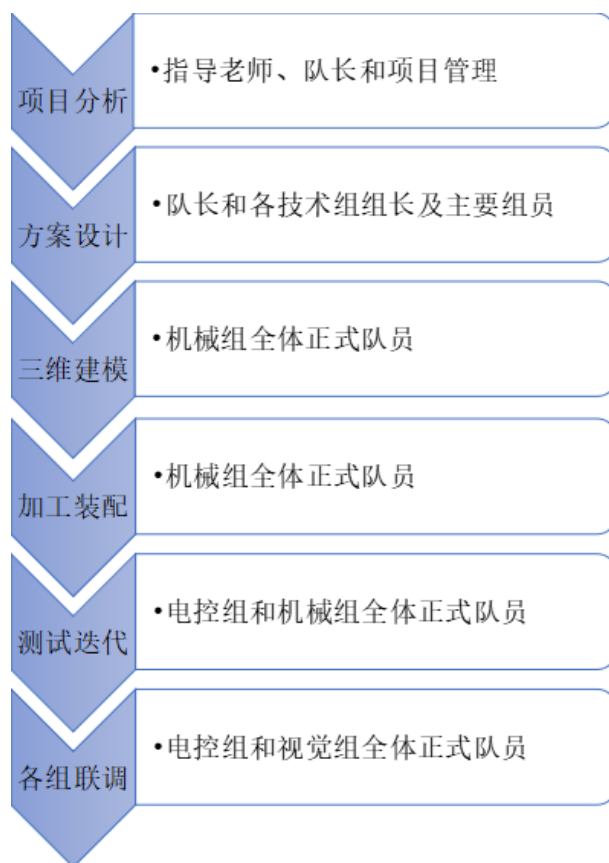 项目分析
•指导老师、队长和项目管理
方案设计
•队长和各技术组组长及主要组员
三维建模
•机械组全体正式队员
加工装配
•机械组全体正式队员
测试迭代
•电控组和机械组全体正式队员
各组联调
•电控组和视觉组全体正式队员